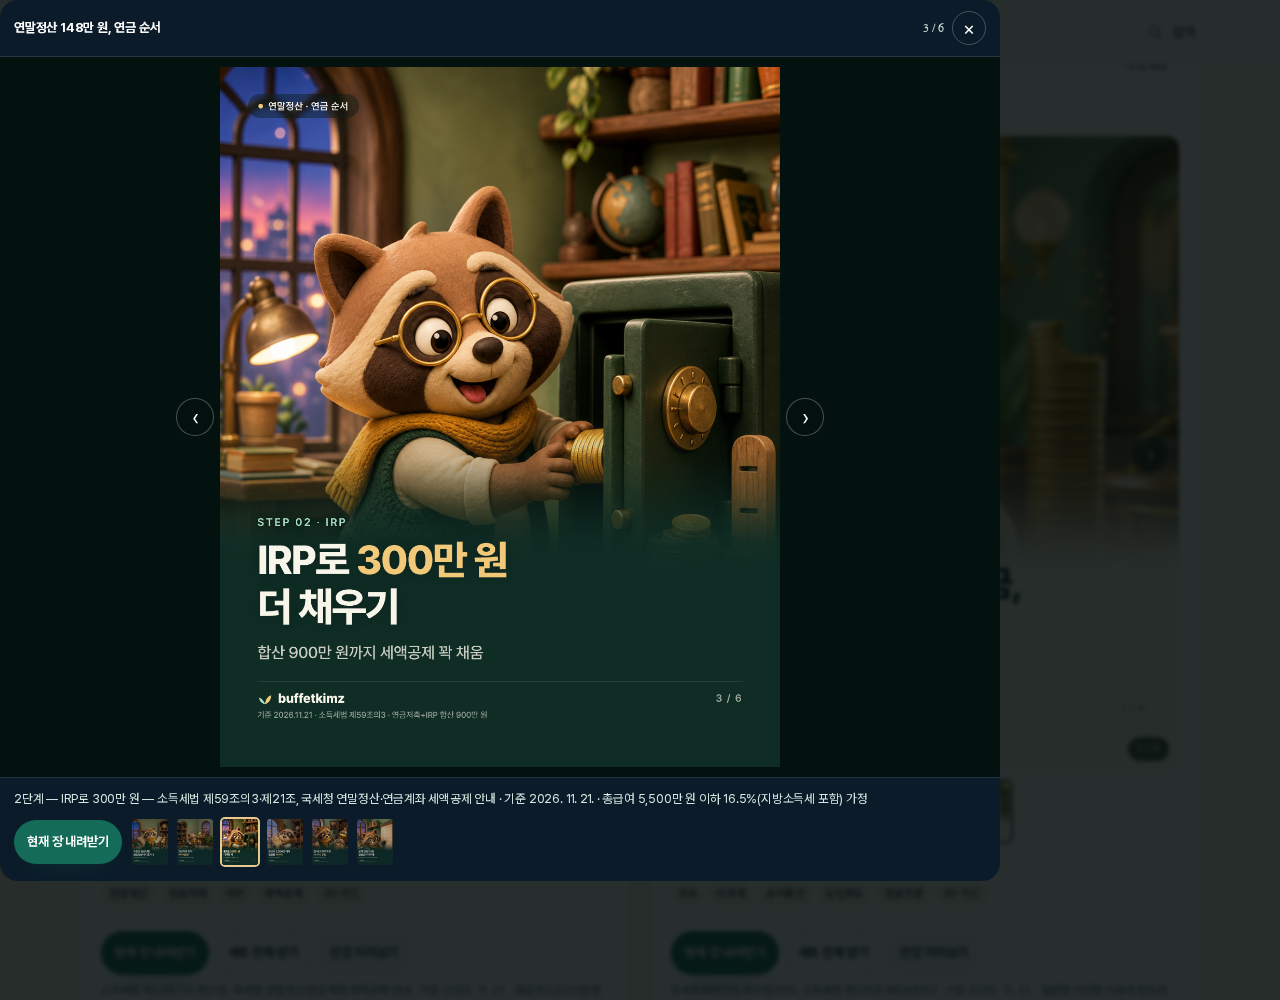 연말정산 148만 원, 연금 순서
3 / 6
연말정산 · 연금 순서
STEP 02 · IRP
IRP로 300만 원
더 채우기
합산 900만 원까지 세액공제 꽉 채움
buffetkimz
3 / 6
기준 2026.11.21 · 소득세법 제59조의3 · 연금저축+IRP 합산 900만 원
2단계 — IRP로 300만 원 — 소득세법 제59조의3·제21조, 국세청 연말정산·연금계좌 세액공제 안내 · 기준 2026. 11. 21. · 총급여 5,500만 원 이하 16.5%(지방소득세 포함) 가정
현재 장 내려받기